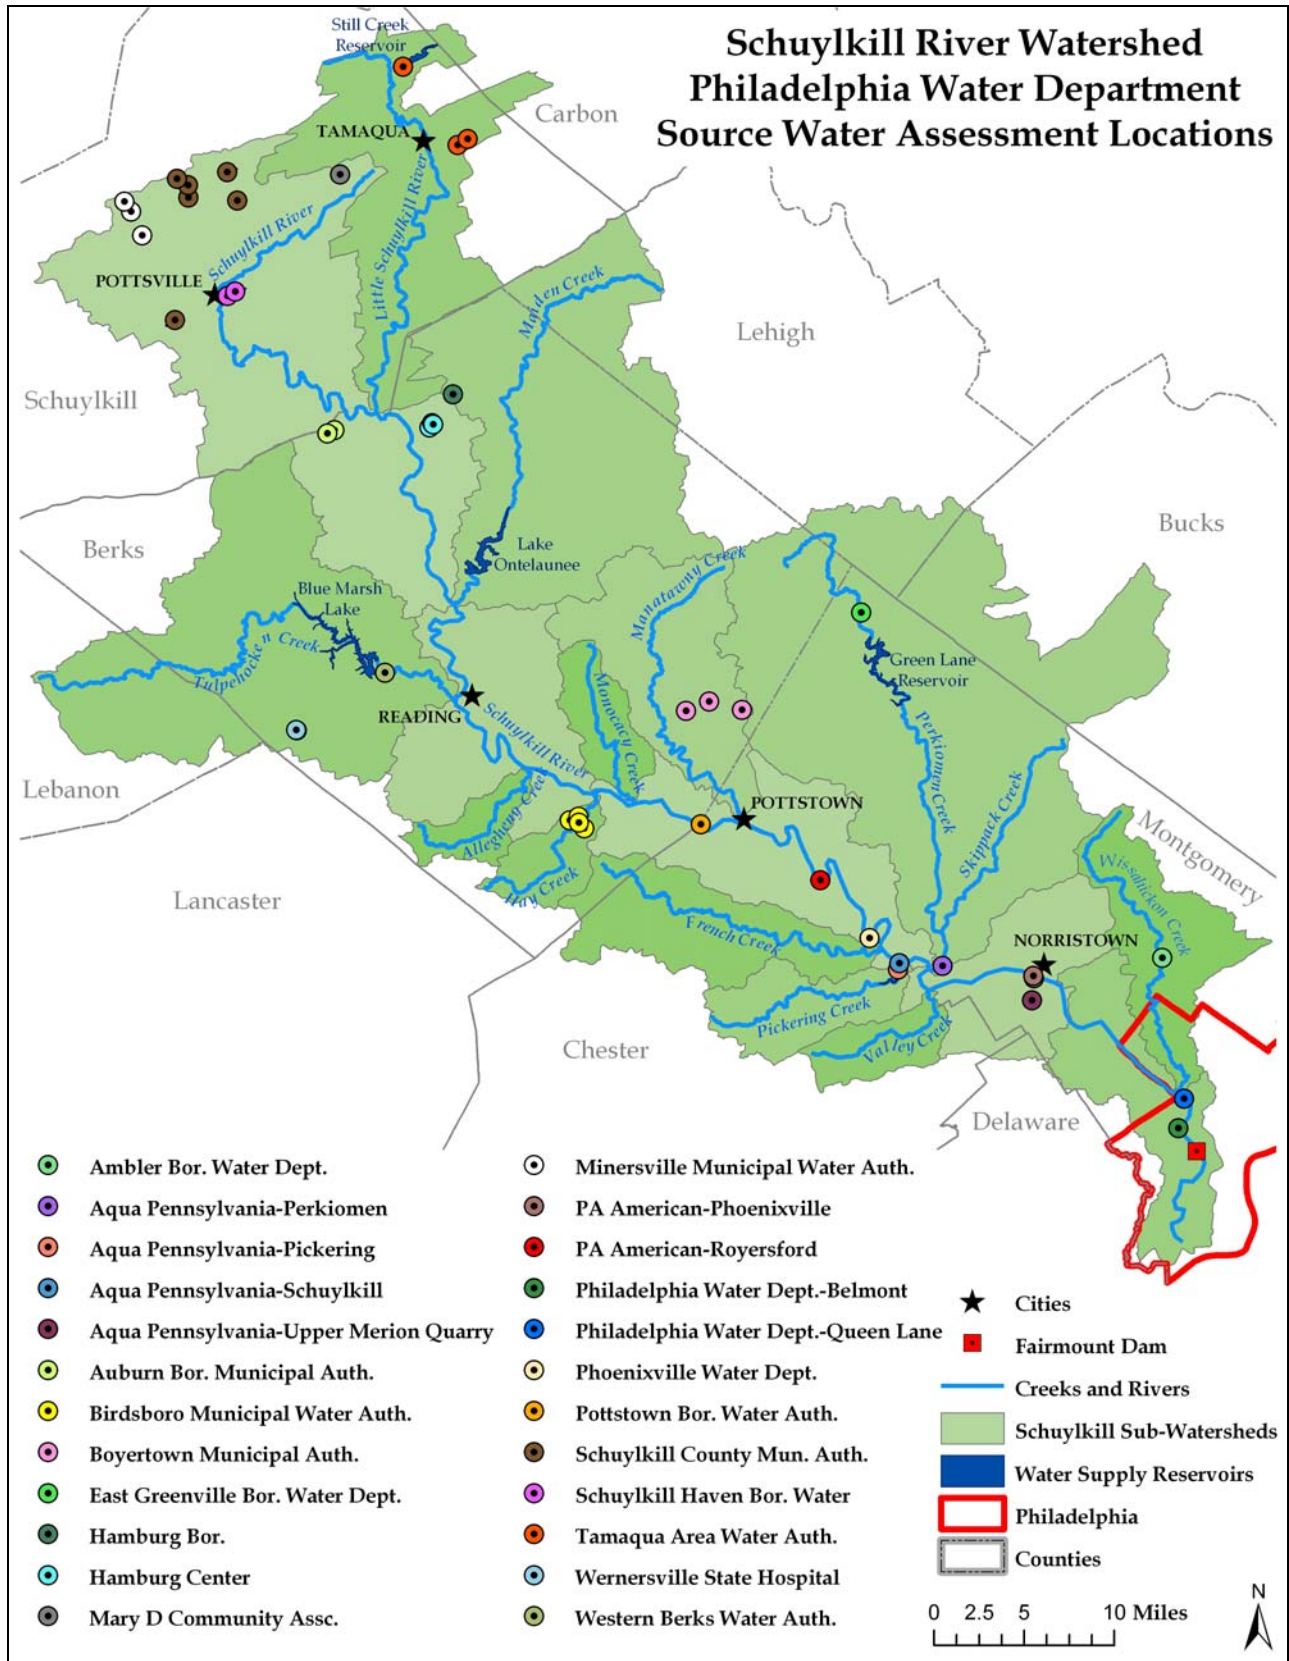 Schuylkill River Watershed
Philadelphia Water Department
Source Water Assessment Locations
Still Creek
Reservoir
Carbon
TAMAQUA
Little Schuylkill River
Schuylkill River
POTTSVILLE
Maiden Creek
Lehigh
Schuylkill
Bucks
Berks
Lake
Ontelaunee
Blue Marsh
Lake
Manatawny Creek
Tulpehocken Creek
Green Lane
Reservoir
READING
Schuylkill River
Monocacy Creek
Perkiomen Creek
Lebanon
POTTSTOWN
Skippack Creek
Montgomery
Allegheny Creek
Wissahickon Creek
Hay Creek
Lancaster
French Creek
NORRISTOWN
Pickering Creek
Valley Creek
Chester
Delaware
Ambler Bor. Water Dept.
Aqua Pennsylvania-Perkiomen
Aqua Pennsylvania-Pickering
Aqua Pennsylvania-Schuylkill
Aqua Pennsylvania-Upper Merion Quarry
Auburn Bor. Municipal Auth.
Birdsboro Municipal Water Auth.
Boyertown Municipal Auth.
East Greenville Bor. Water Dept.
Hamburg Bor.
Hamburg Center
Mary D Community Assc.
Minersville Municipal Water Auth.
PA American-Phoenixville
PA American-Royersford
Philadelphia Water Dept.-Belmont
Philadelphia Water Dept.-Queen Lane
Phoenixville Water Dept.
Pottstown Bor. Water Auth.
Schuylkill County Mun. Auth.
Schuylkill Haven Bor. Water
Tamaqua Area Water Auth.
Wernersville State Hospital
Western Berks Water Auth.
Cities
Fairmount Dam
Creeks and Rivers
Schuylkill Sub-Watersheds
Water Supply Reservoirs
Philadelphia
Counties
0 2.5 5 10 Miles
N